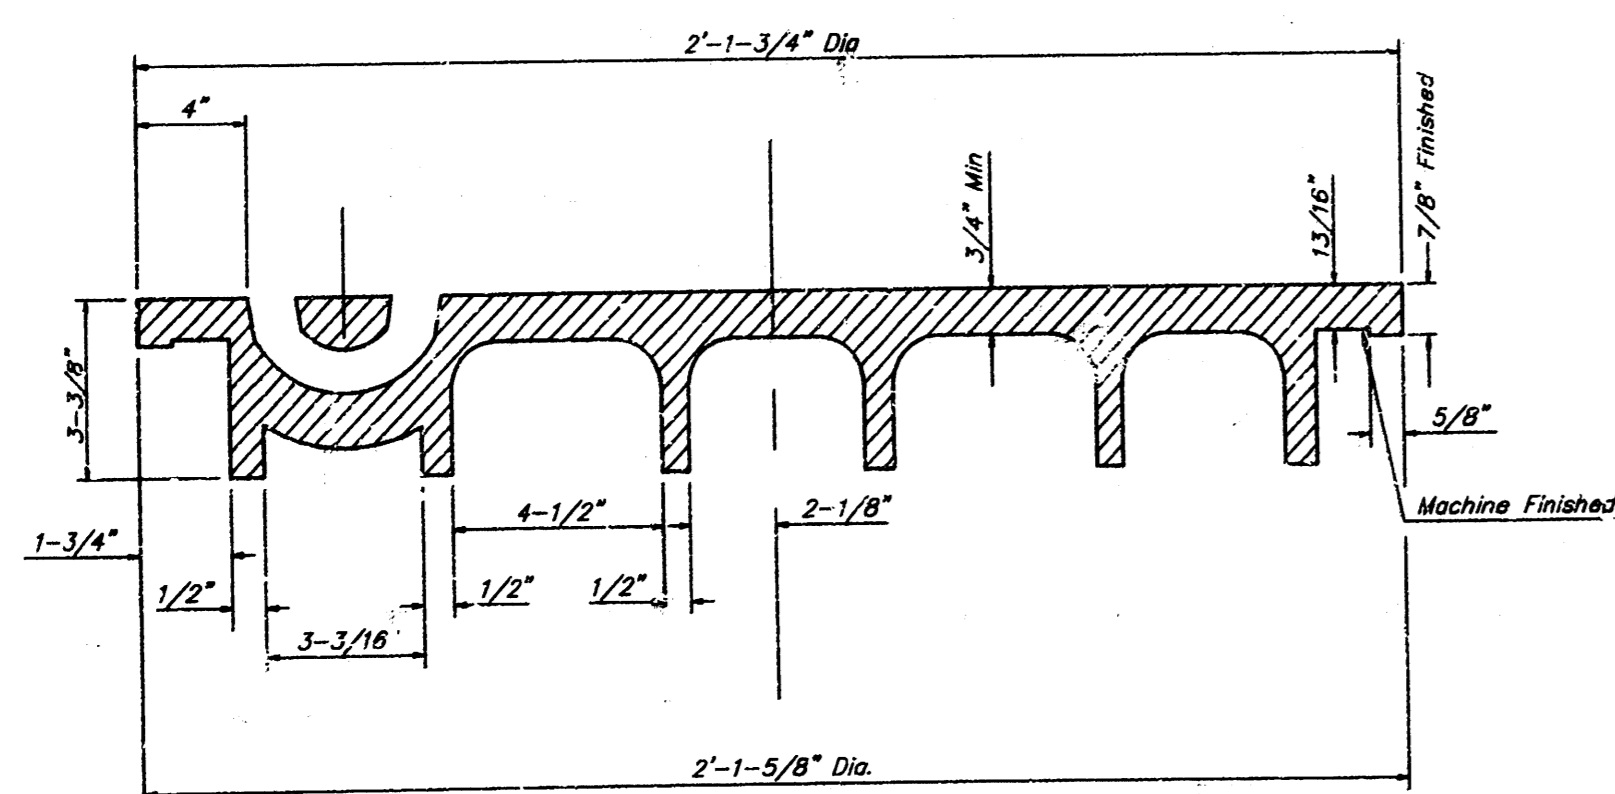 2'-1-3/4" Dia
4"
3/4" Min
13/16"
7/8" Finished
3-3/8"
5/8"
4-1/2"
2-1/8"
Machine Finished
1-3/4"
1/2"
1/2"
1/2"
3-3/16
2'-1-5/8" Dia.